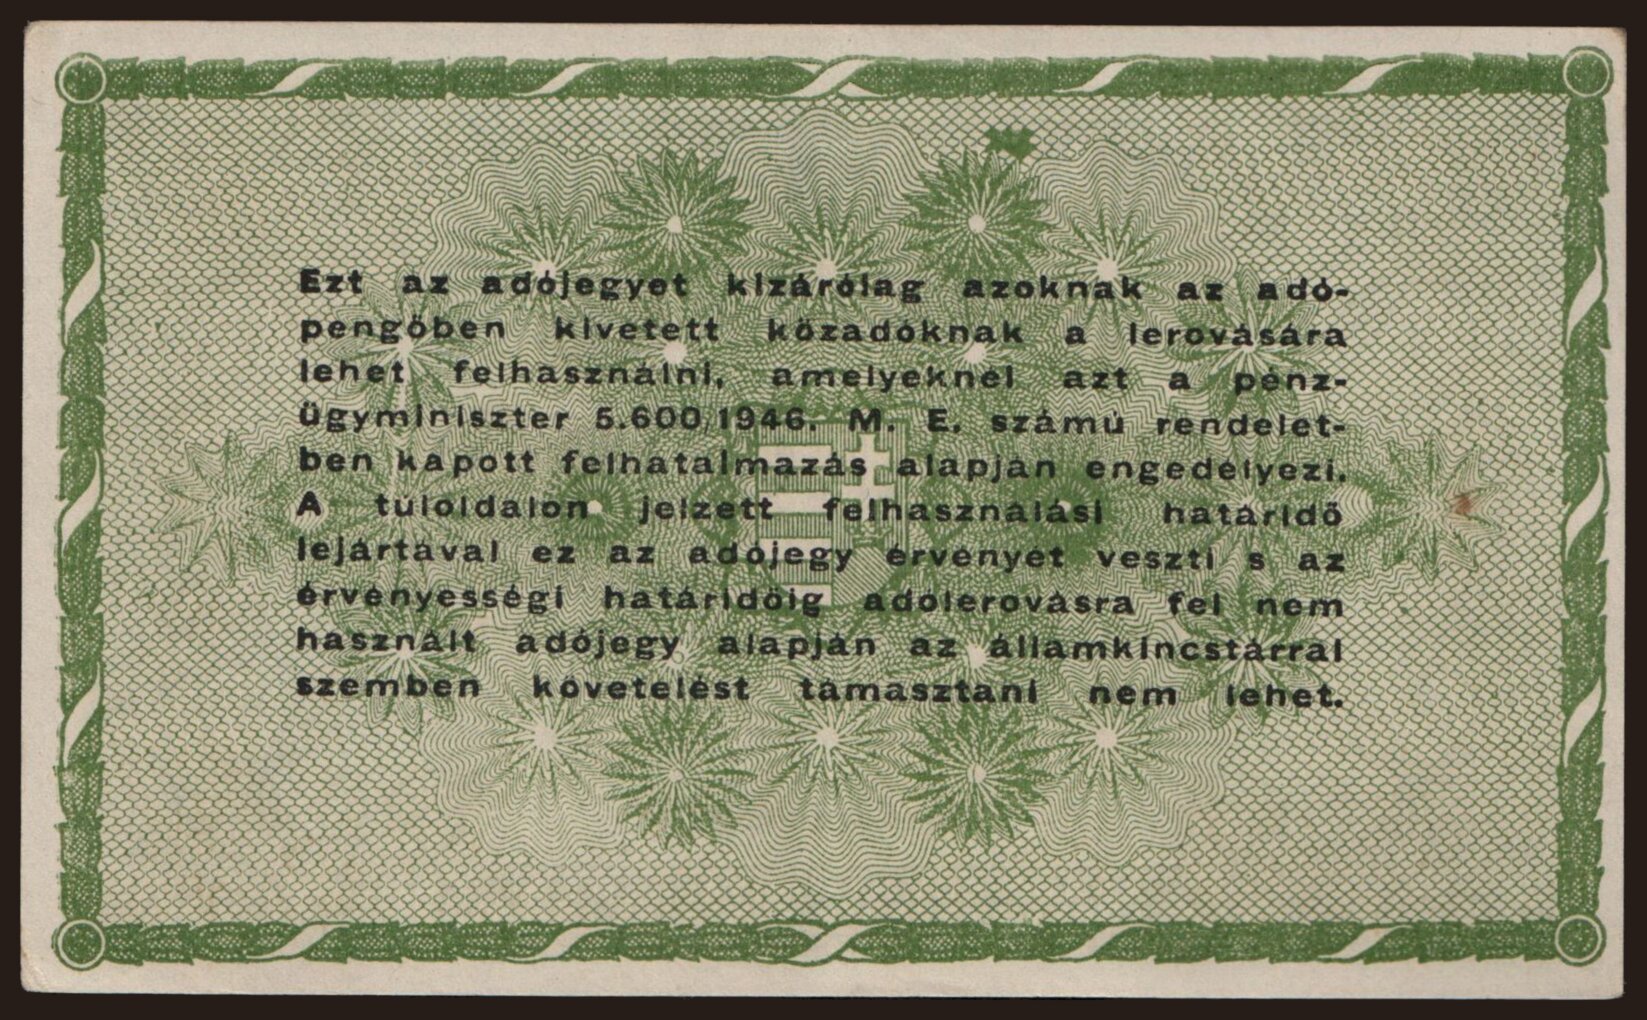 Ezt az adójegyet kizárólag azoknak az adó-
pengőben kivetett közadóknak a lerovására
lehet felhasználni, amelyeknél azt a pénz-
ügyminiszter 5.600/1946. M. E. számú rendelet-
ben kapott felhatalmazás alapján engedélyezi.
A túloldalon jelzett felhasználási határidő
lejártával ez az adójegy érvényét veszti s az
érvényességi határidőig adólerovásra fel nem
használt adójegy alapján az államkincstárral
szemben követelést támasztani nem lehet.